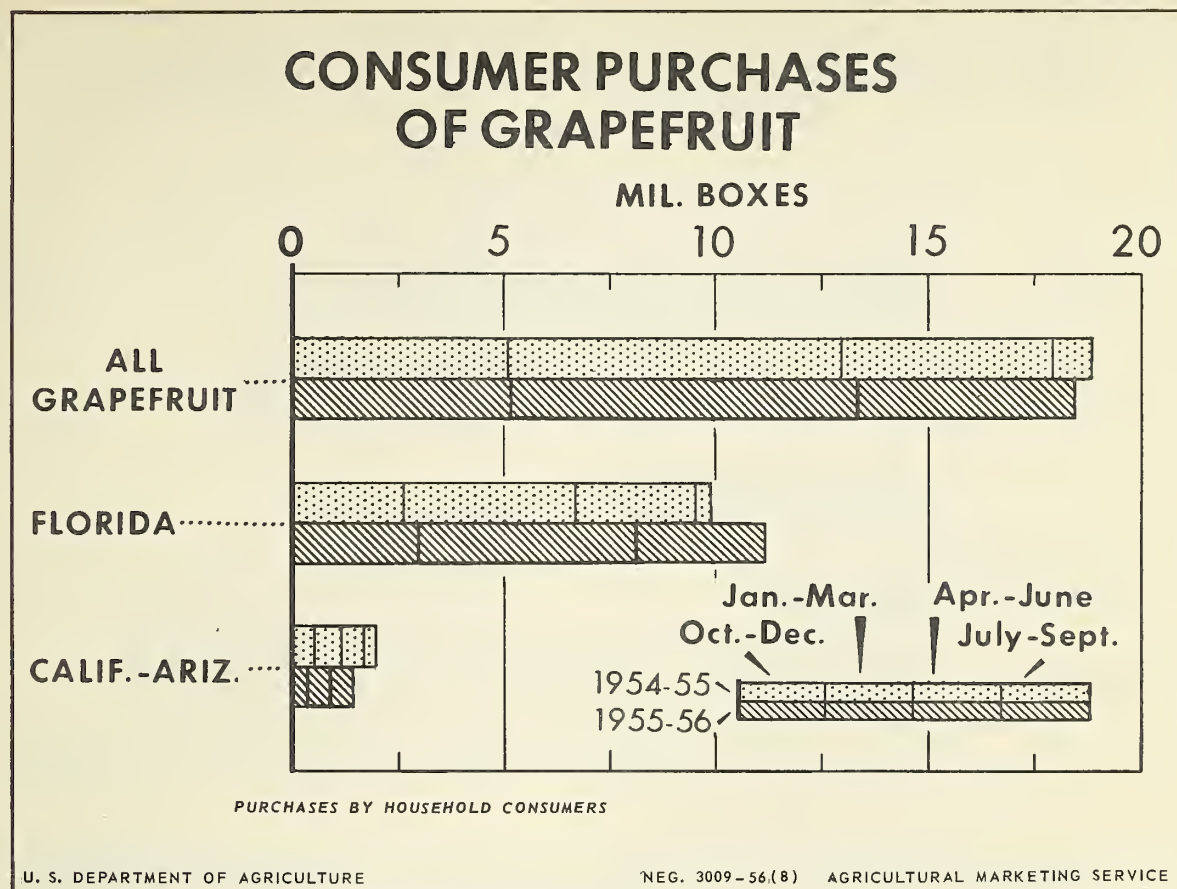 CONSUMER PURCHASES
OF GRAPEFRUIT
MIL. BOXES
0 5 10 15 20
ALL
GRAPEFRUIT
FLORIDA
CALIF.-ARIZ.
Jan.-Mar. Apr.-June
Oct.-Dec. July-Sept.
1954-55
1955-56
PURCHASES BY HOUSEHOLD CONSUMERS
U. S. DEPARTMENT OF AGRICULTURE NEG. 3009-56(8) AGRICULTURAL MARKETING SERVICE